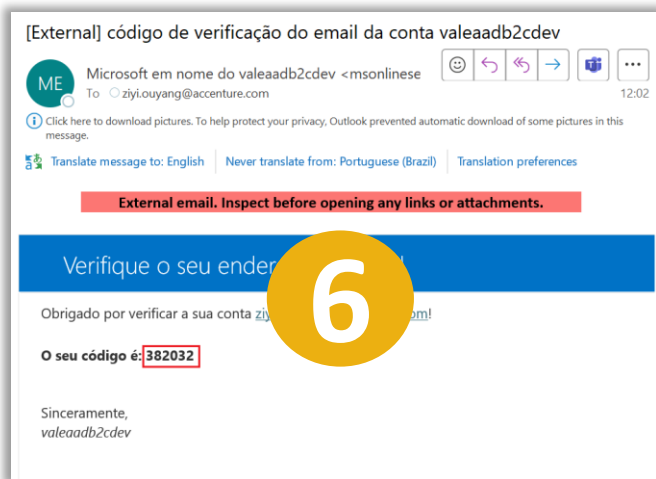 [External] código de verificação do email da conta valeaadb2cdev
ME
Microsoft em nome do valeaadb2cdev <msonlinese
To ziyi.ouyang@accenture.com
12:02
Click here to download pictures. To help protect your privacy, Outlook prevented automatic download of some pictures in this
message.
Translate message to: English Never translate from: Portuguese (Brazil) Translation preferences
External email. Inspect before opening any links or attachments.
Verifique o seu
6
Obrigado por verificar a sua conta
O seu código é: 382032
Sinceramente,
valeaadb2cdev